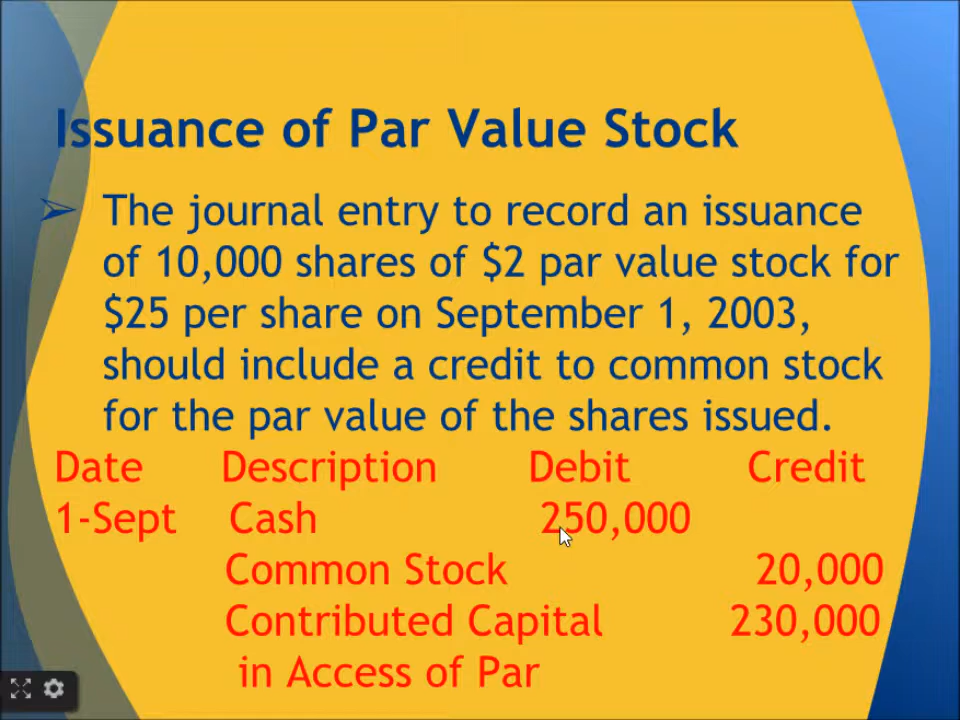 Issuance of Par Value Stock
➢ The journal entry to record an issuance
of 10,000 shares of $2 par value stock for
$25 per share on September 1, 2003,
should include a credit to common stock
for the par value of the shares issued.
Date Description Debit Credit
1-Sept Cash 250,000
Common Stock 20,000
Contributed Capital 230,000
in Access of Par